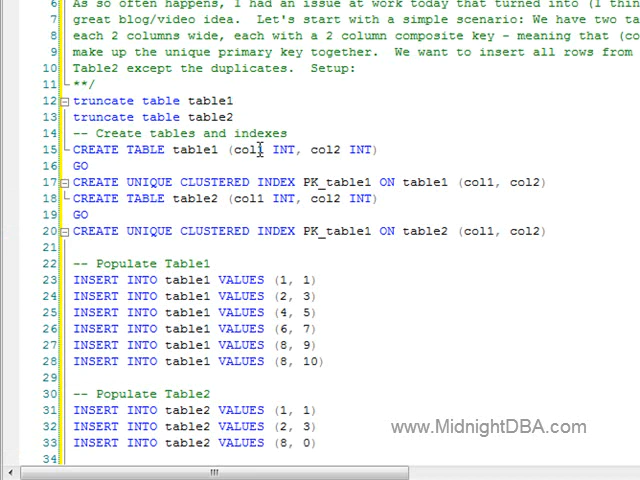 6 As so often happens, I had an issue at work today that turned into (I thin
7 great blog/video idea.  Let's start with a simple scenario: We have two ta
8 each 2 columns wide, each with a 2 column composite key - meaning that (co
9 make up the unique primary key together.  We want to insert all rows from
10 Table2 except the duplicates.  Setup:
11 **/
12 truncate table table1
13 truncate table table2
14 -- Create tables and indexes
15 CREATE TABLE table1 (col1 INT, col2 INT)
16 GO
17 CREATE UNIQUE CLUSTERED INDEX PK_table1 ON table1 (col1, col2)
18 CREATE TABLE table2 (col1 INT, col2 INT)
19 GO
20 CREATE UNIQUE CLUSTERED INDEX PK_table1 ON table2 (col1, col2)
21
22 -- Populate Table1
23 INSERT INTO table1 VALUES (1, 1)
24 INSERT INTO table1 VALUES (2, 3)
25 INSERT INTO table1 VALUES (4, 5)
26 INSERT INTO table1 VALUES (6, 7)
27 INSERT INTO table1 VALUES (8, 9)
28 INSERT INTO table1 VALUES (8, 10)
29
30 -- Populate Table2
31 INSERT INTO table2 VALUES (1, 1)
32 INSERT INTO table2 VALUES (2, 3)
33 INSERT INTO table2 VALUES (8, 0)
34
www.MidnightDBA.com